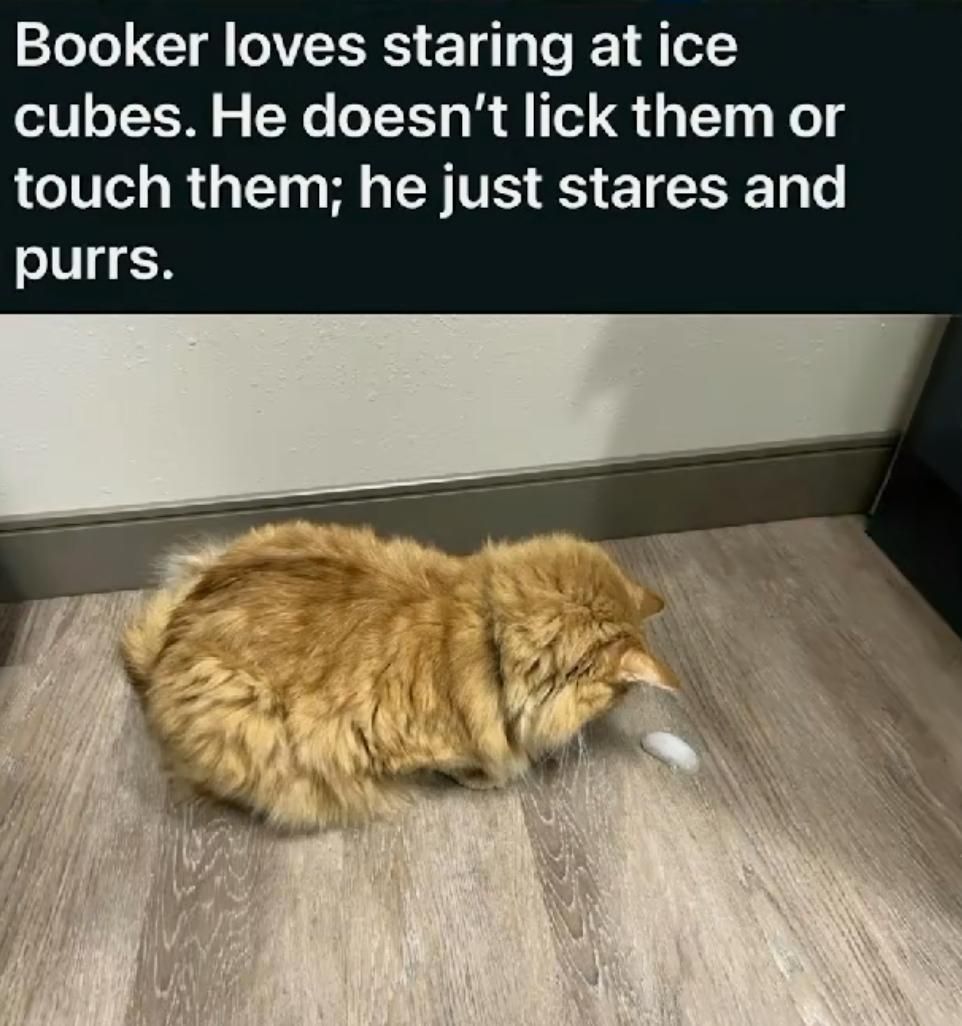 Booker loves staring at ice
cubes. He doesn’t lick them or
touch them; he just stares and
purrs.